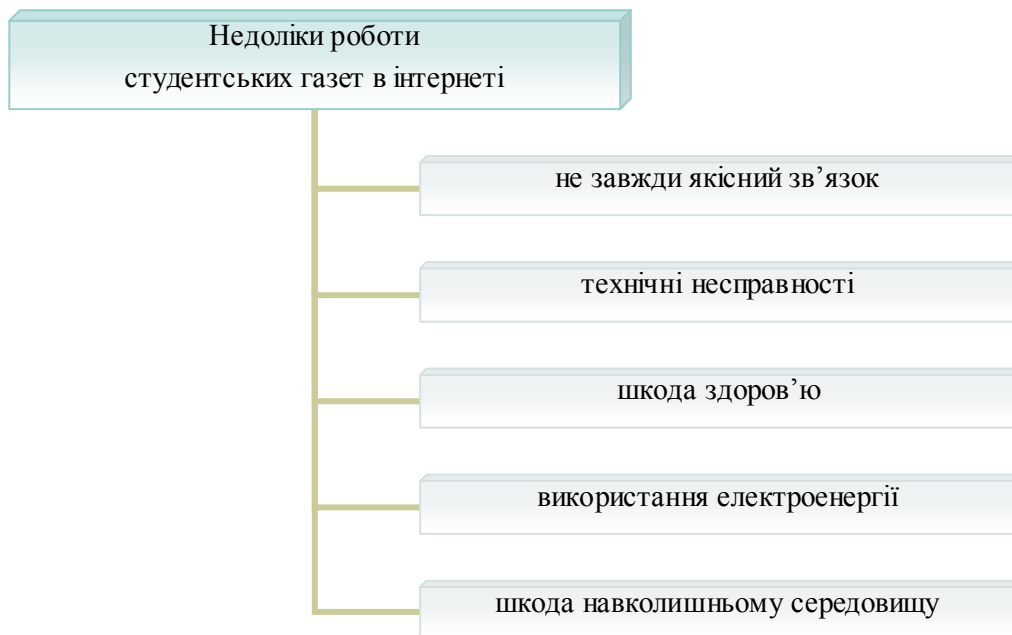 Недоліки роботи
студентських газет в інтернеті
не завжди якісний зв’язок
технічні несправності
шкода здоров’ю
використання електроенергії
шкода навколишньому середовищу